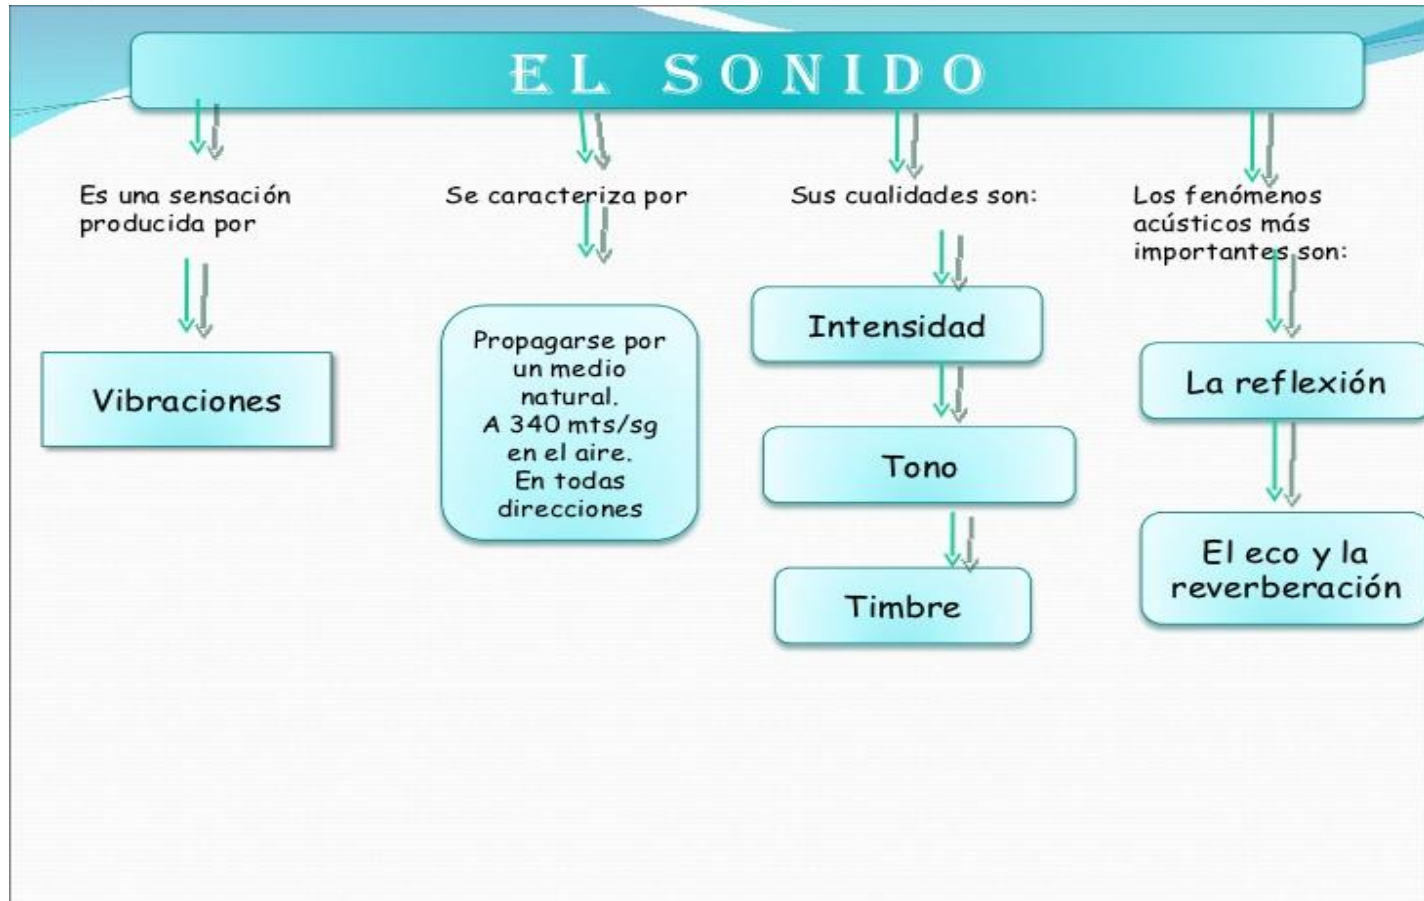 EL SONIDO
Es una sensación
producida por
Vibraciones
Se caracteriza por
Propagarse por
un medio
natural.
A 340 mts/sg
en el aire.
En todas
direcciones
Sus cualidades son:
Intensidad
Tono
Timbre
Los fenómenos
acústicos más
importantes son:
La reflexión
El eco y la
reverberación